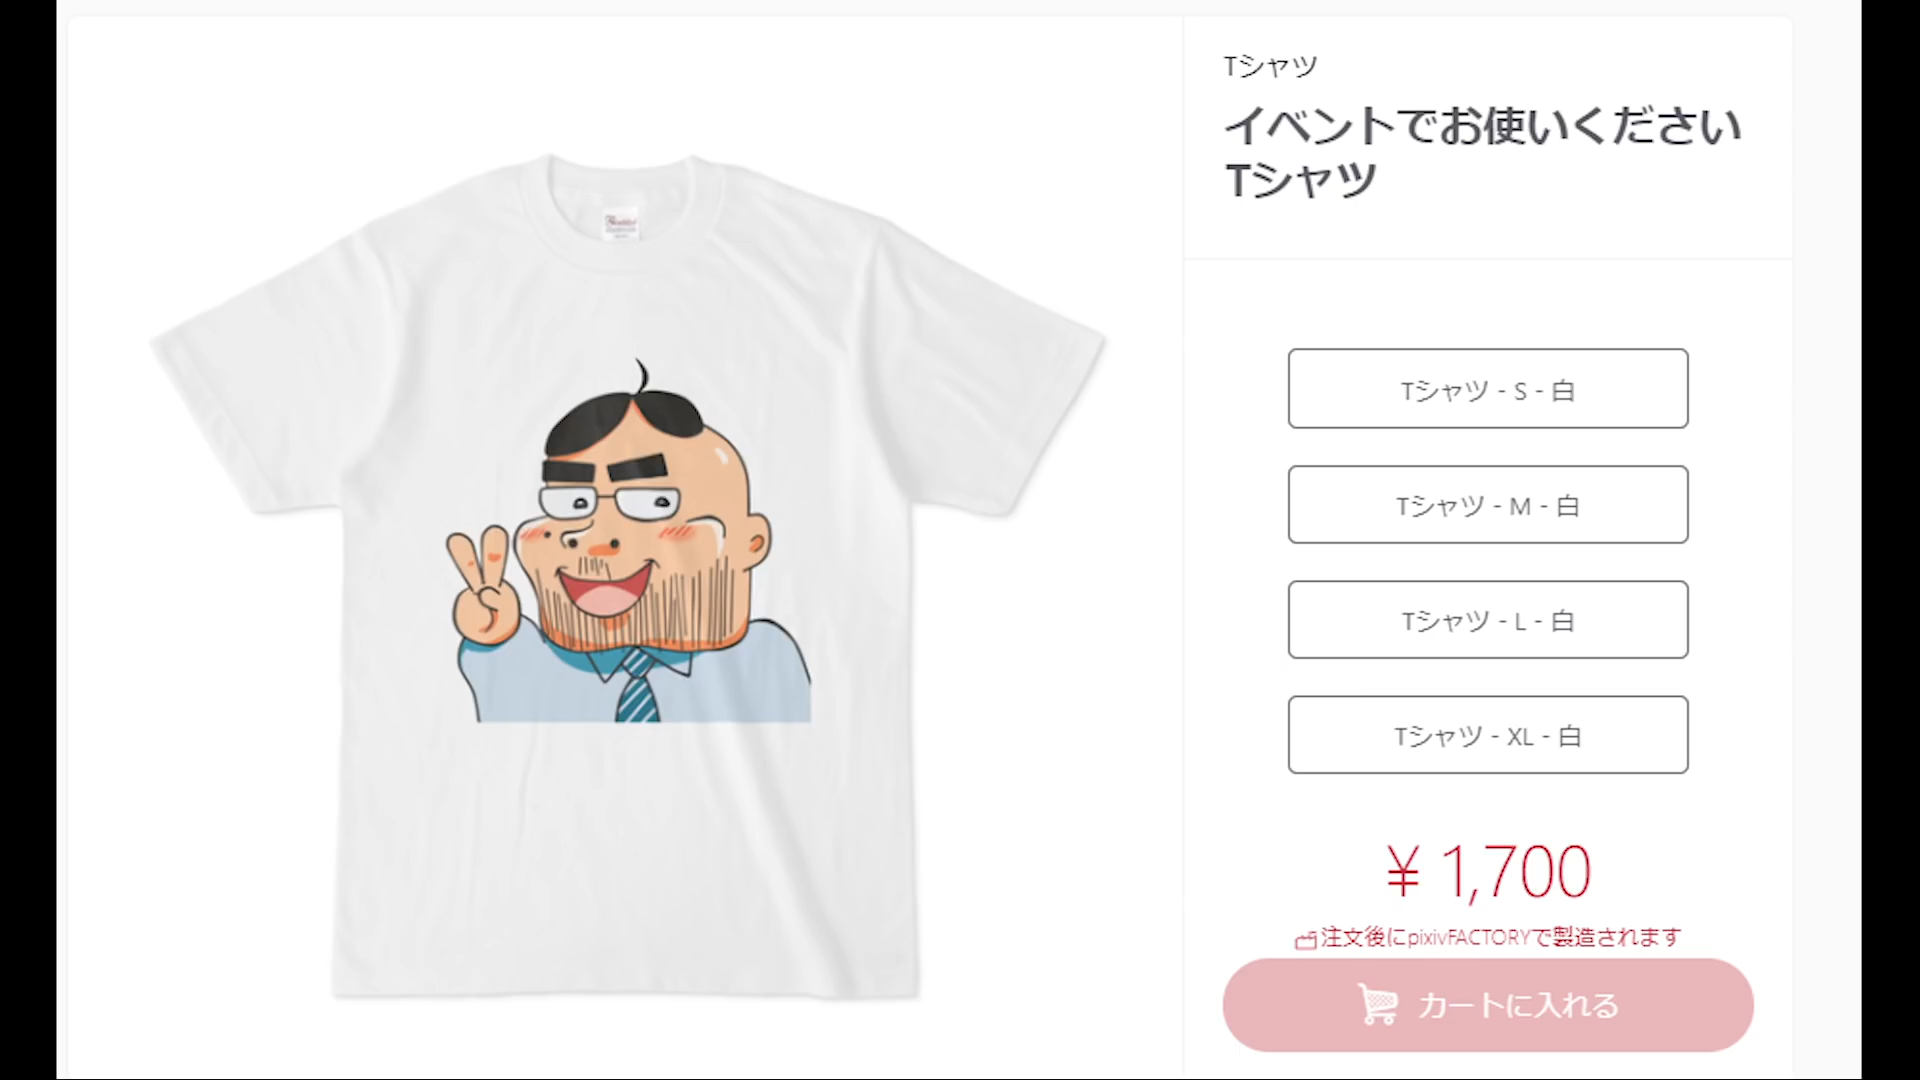 Tシャツ
イベントでお使いください
Tシャツ
Tシャツ - S - 白
Tシャツ - M - 白
Tシャツ - L - 白
Tシャツ - XL - 白
¥ 1,700
注文後にpixivFACTORYで製造されます
カートに入れる